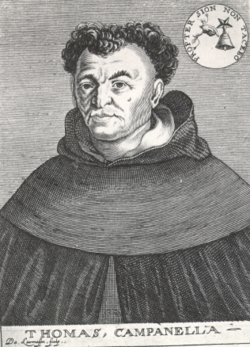 PROPTER SION NON TACEBO
THOMAS, CAMPANELLA